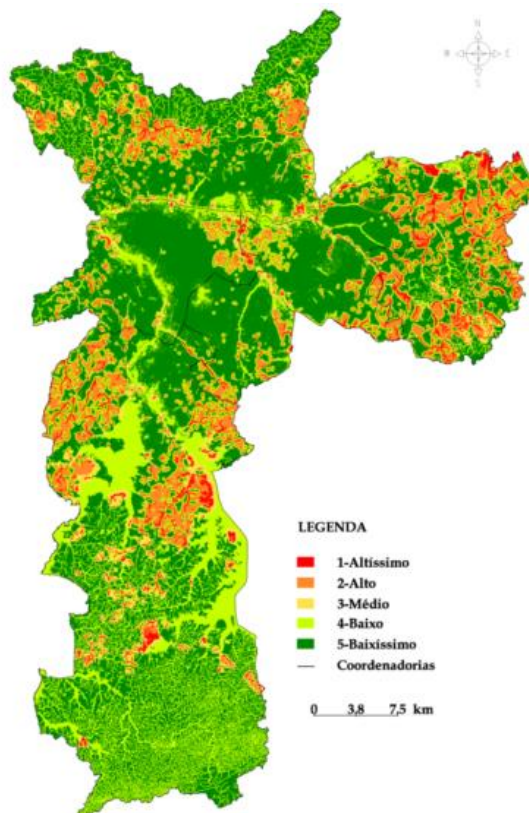 N
S
LEGENDA
1-Altíssimo
2-Alto
3-Médio
4-Baixo
5-Baixíssimo
Coordenadorias
0 3,8 7,5 km